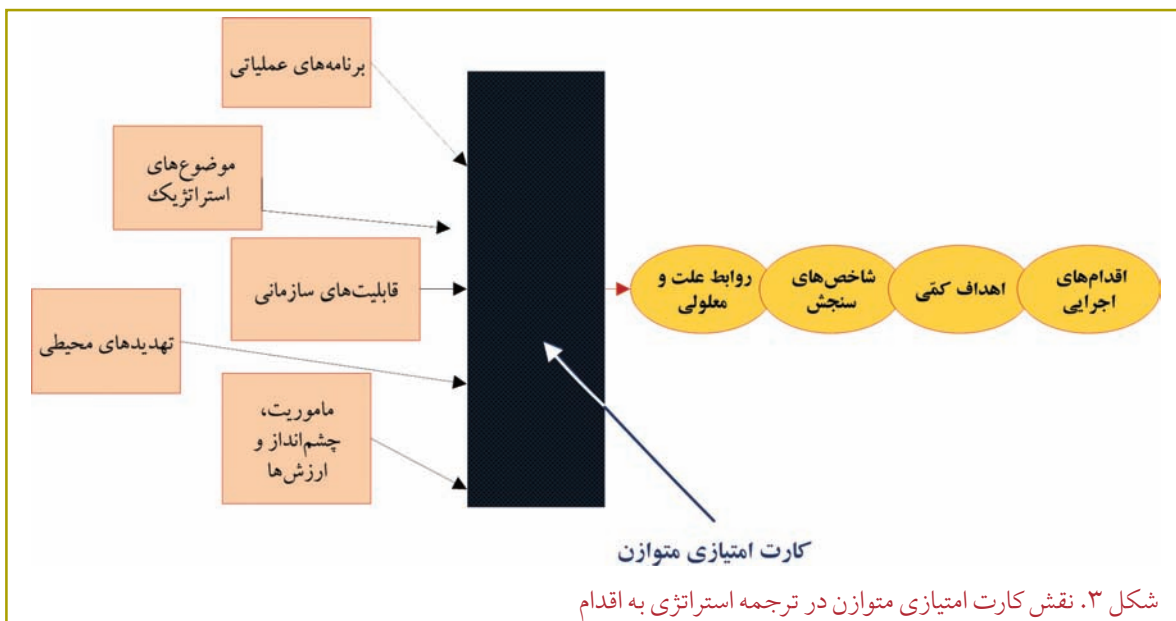 برنامه‌های عملیاتی
موضوع‌های
استراتژیک
قابلیت‌های سازمانی
تهدیدهای محیطی
ماموریت،
چشم‌انداز و
ارزش‌ها
روابط علت و
معلولی
شاخص‌های
سنجش
اهداف کمّی
اقدام‌های
اجرایی
کارت امتیازی متوازن
شکل ۳. نقش کارت امتیازی متوازن در ترجمه استراتژی به اقدام